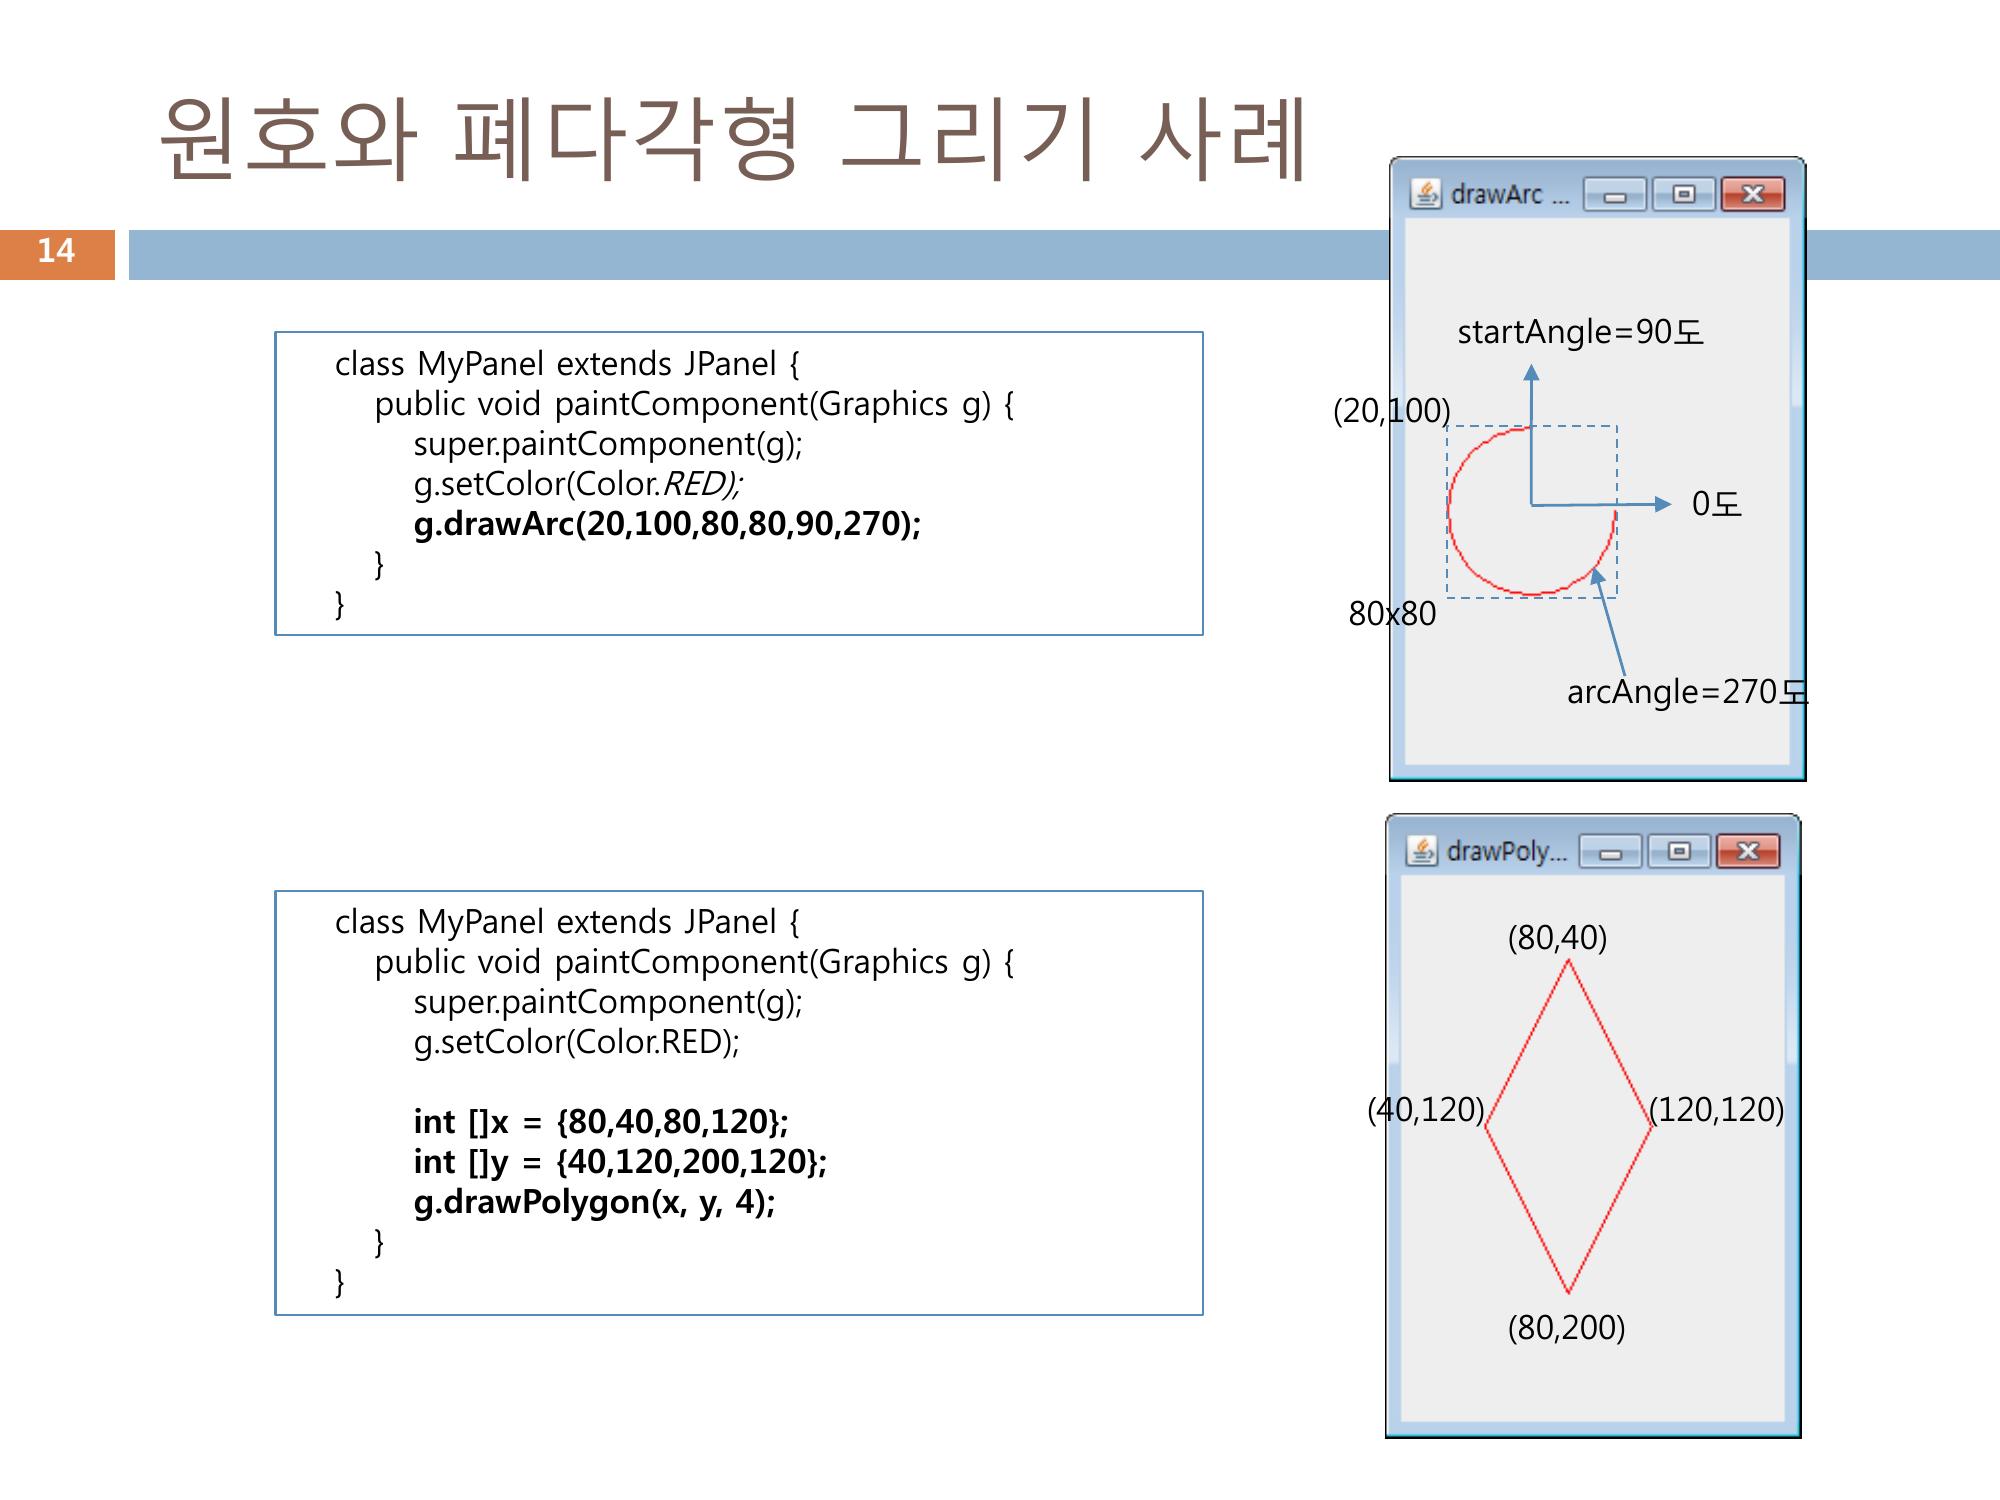 원호와 폐다각형 그리기 사례
14
class MyPanel extends JPanel {
public void paintComponent(Graphics g) {
super.paintComponent(g);
g.setColor(Color.RED);
g.drawArc(20,100,80,80,90,270);
}
}
drawArc ...
startAngle=90도
(20,100)
0도
80x80
arcAngle=270도
class MyPanel extends JPanel {
public void paintComponent(Graphics g) {
super.paintComponent(g);
g.setColor(Color.RED);
int []x = {80,40,80,120};
int []y = {40,120,200,120};
g.drawPolygon(x, y, 4);
}
}
drawPoly...
(80,40)
(40,120)
(120,120)
(80,200)